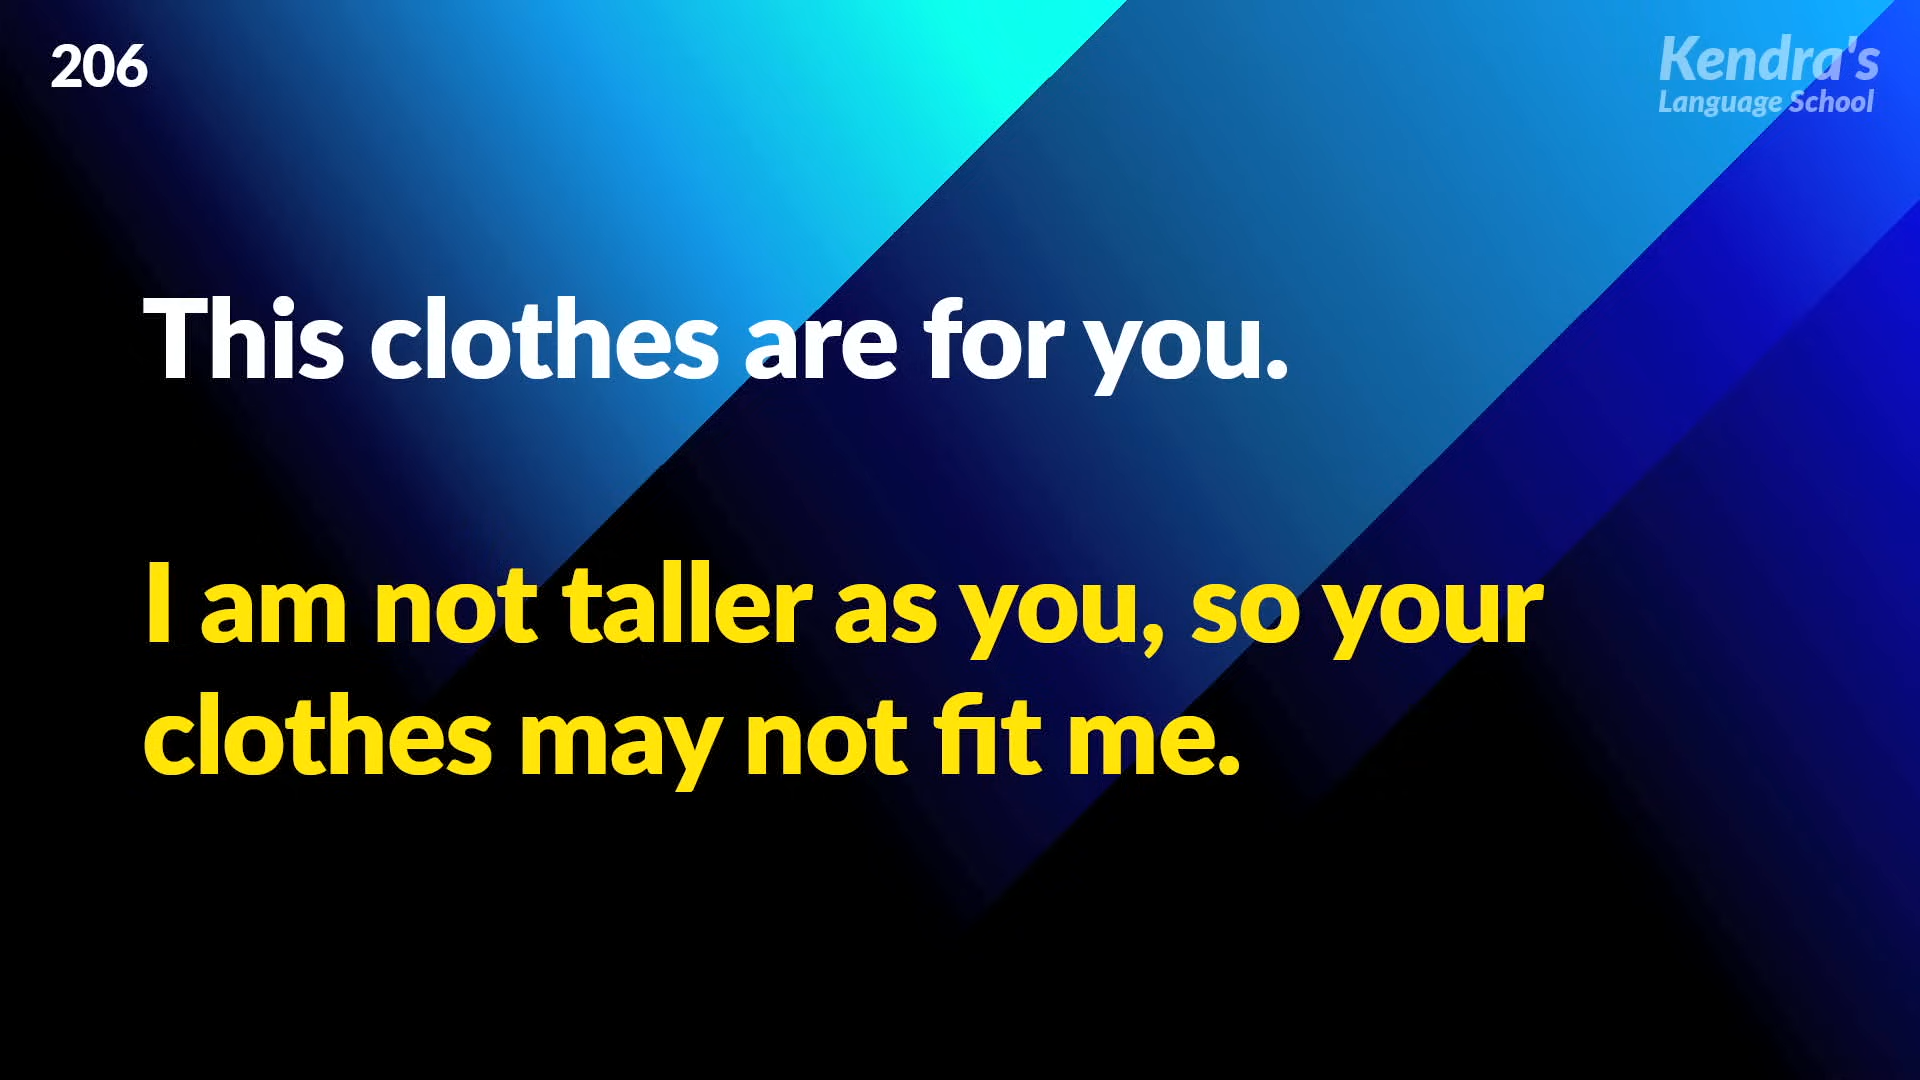 206
Kendra's
Language School
This clothes are for you.
I am not taller as you, so your
clothes may not fit me.